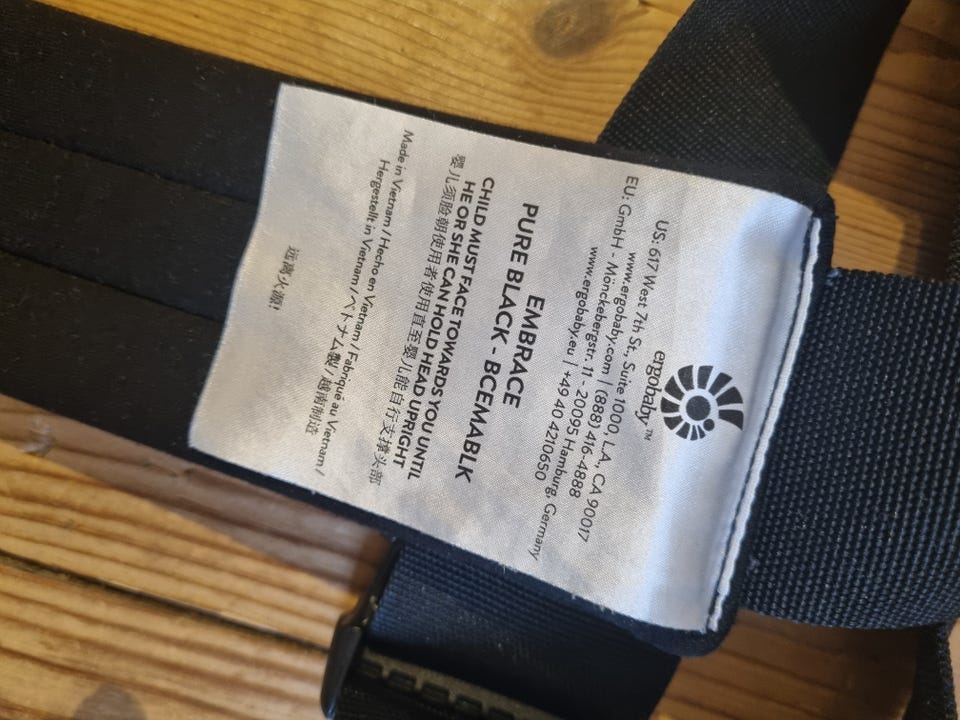 ergobaby™
US: 617 West 7th St., Suite 1000, L.A., CA 90017
www.ergobaby.com | (888) 416-4888
EU: GmbH - Mönckebergstr. 11 - 20095 Hamburg, Germany
www.ergobaby.eu | +49 40 4210650
EMBRACE
PURE BLACK - BCEMABLK
CHILD MUST FACE TOWARDS YOU UNTIL
HE OR SHE CAN HOLD HEAD UPRIGHT
婴儿须脸朝使用者使用直至婴儿能自行支撑头部
Made in Vietnam / Hecho en Vietnam / Fabriqué au Vietnam /
Hergestellt in Vietnam / ベトナム製 / 越南制造
远离火源!